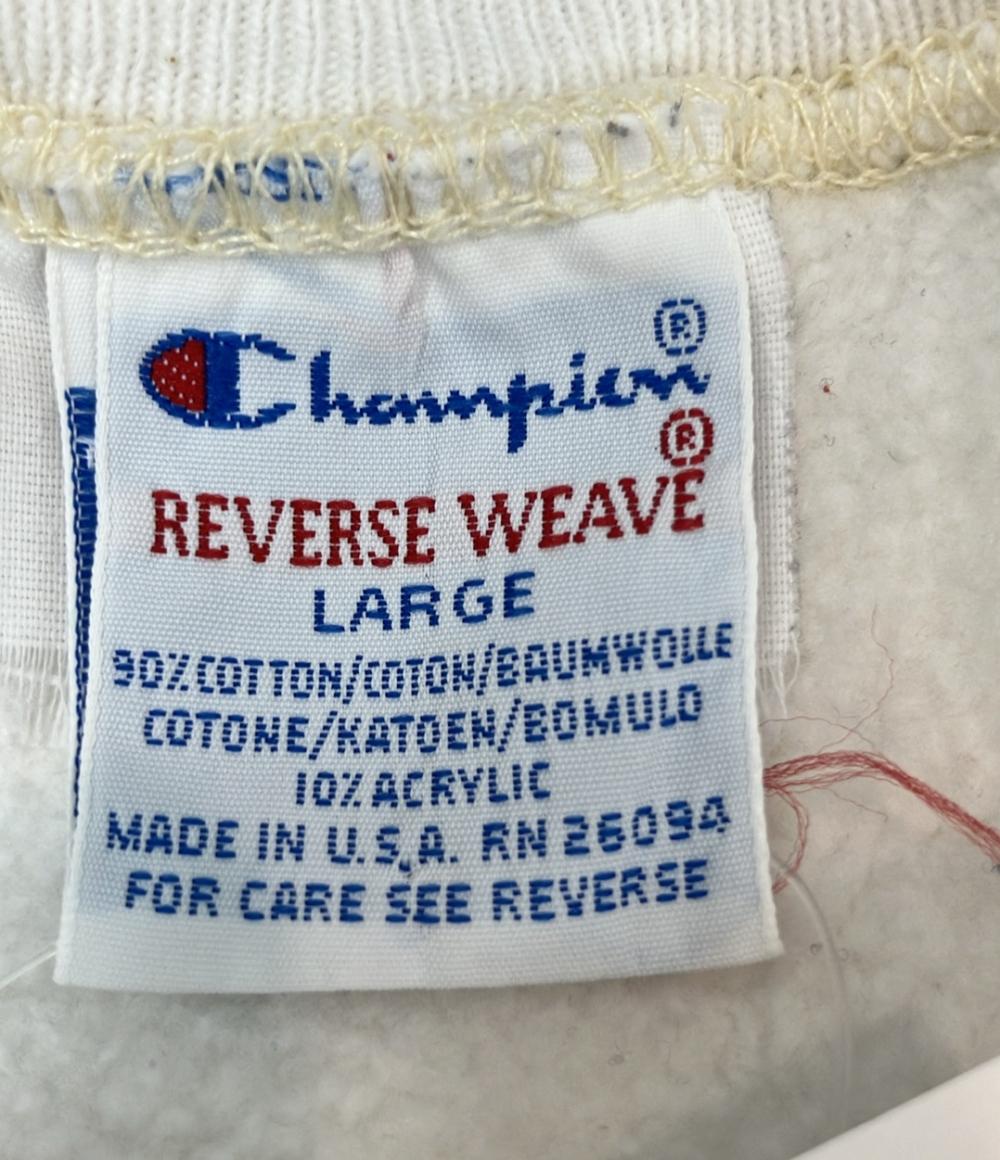 Champion®
®
REVERSE WEAVE
LARGE
90% COTTON/COTON/BAUMWOLLE
COTONE/KATOEN/BOMULD
10% ACRYLIC
MADE IN U.S.A. RN 26094
FOR CARE SEE REVERSE